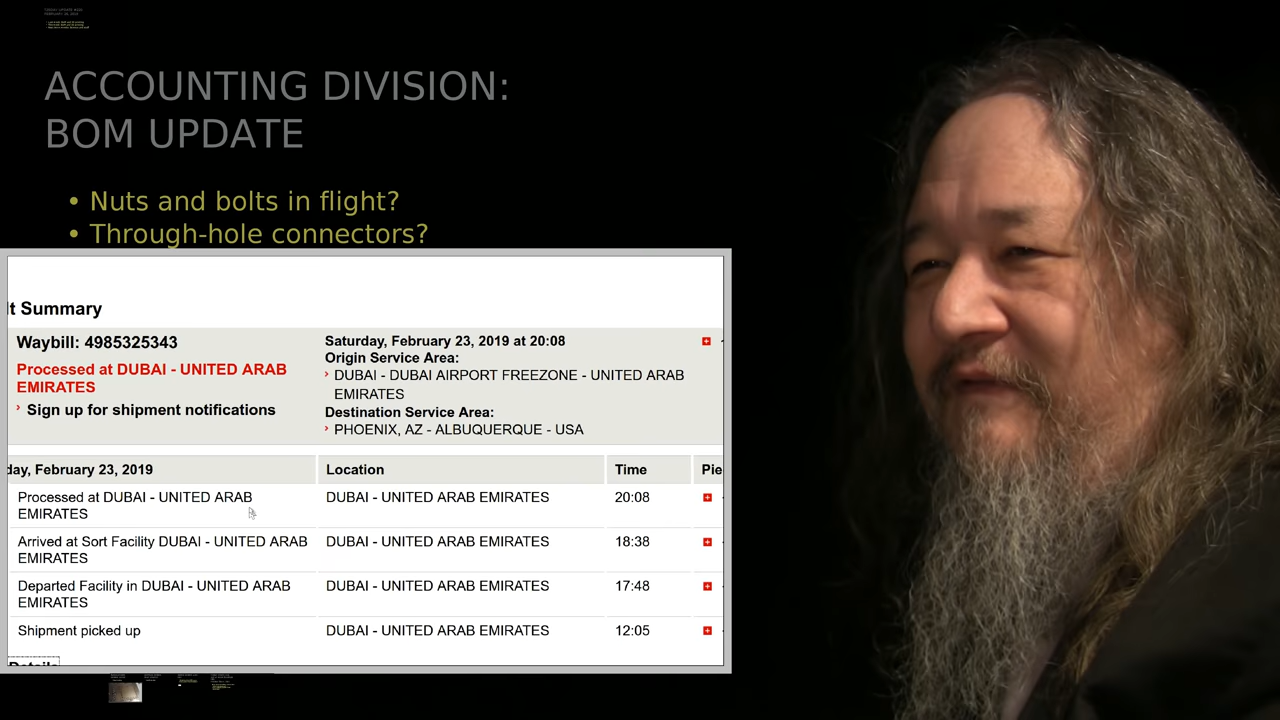 ACCOUNTING DIVISION:
BOM UPDATE
• Nuts and bolts in flight?
• Through-hole connectors?
lt Summary
Waybill: 4985325343
Processed at DUBAI - UNITED ARAB
EMIRATES
Sign up for shipment notifications
Saturday, February 23, 2019 at 20:08
Origin Service Area:
DUBAI - DUBAI AIRPORT FREEZONE - UNITED ARAB
EMIRATES
Destination Service Area:
PHOENIX, AZ - ALBUQUERQUE - USA
day, February 23, 2019 Location Time Pie
Processed at DUBAI - UNITED ARAB
EMIRATES DUBAI - UNITED ARAB EMIRATES 20:08
Arrived at Sort Facility DUBAI - UNITED ARAB
EMIRATES DUBAI - UNITED ARAB EMIRATES 18:38
Departed Facility in DUBAI - UNITED ARAB
EMIRATES DUBAI - UNITED ARAB EMIRATES 17:48
Shipment picked up DUBAI - UNITED ARAB EMIRATES 12:05
Details